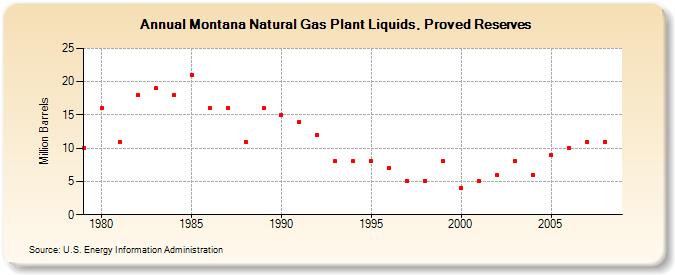 Annual Montana Natural Gas Plant Liquids, Proved Reserves
Million Barrels
25
20
15
10
5
0
1980 1985 1990 1995 2000 2005
Source: U.S. Energy Information Administration